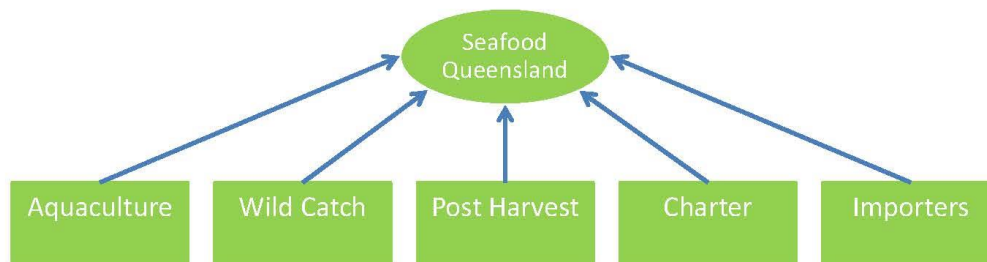 Seafood
Queensland
Aquaculture
Wild Catch
Post Harvest
Charter
Importers